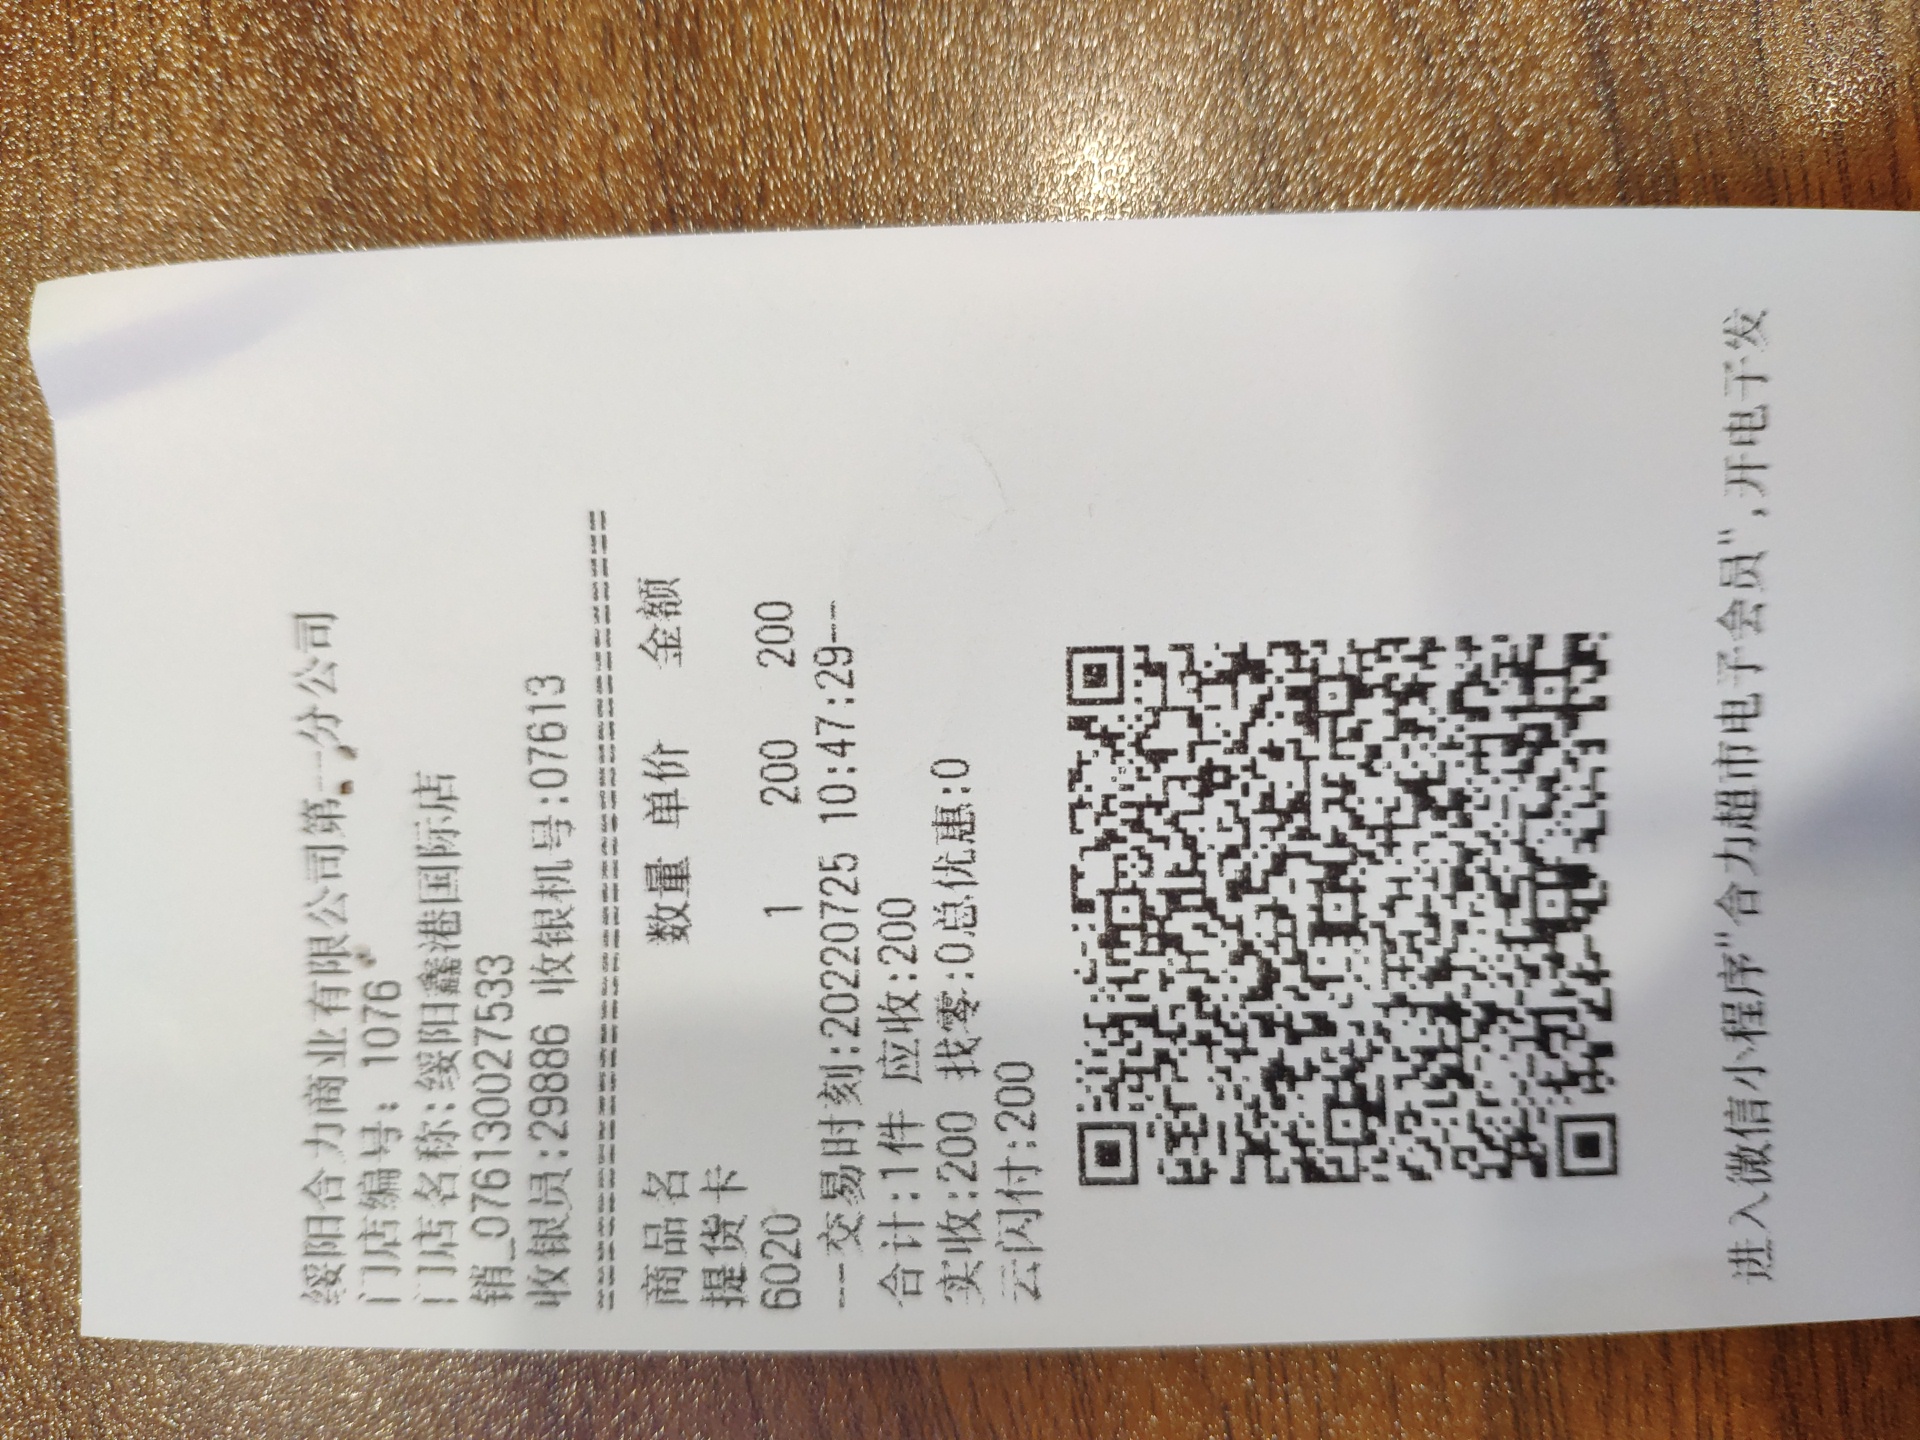 绥阳合力商业有限公司第一分公司
门店编号: 1076
门店名称:绥阳鑫港国际店
销_0761300027533
收银员:29886 收银机号:07613
商品名 数量 单价 金额
提货卡
6020 1 200 200
---交易时刻:20220725 10:47:29--
合计:1件 应收:200
实收:200 找零:0总优惠:0
云闪付:200
进入微信小程序"合力超市电子会员",开电子发